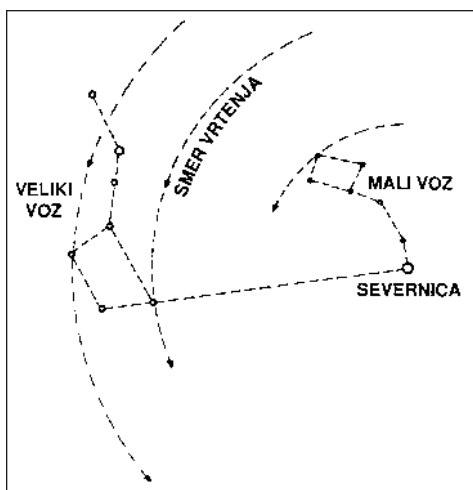 SMER VRTENJA
VELIKI
VOZ
MALI VOZ
SEVERNICA